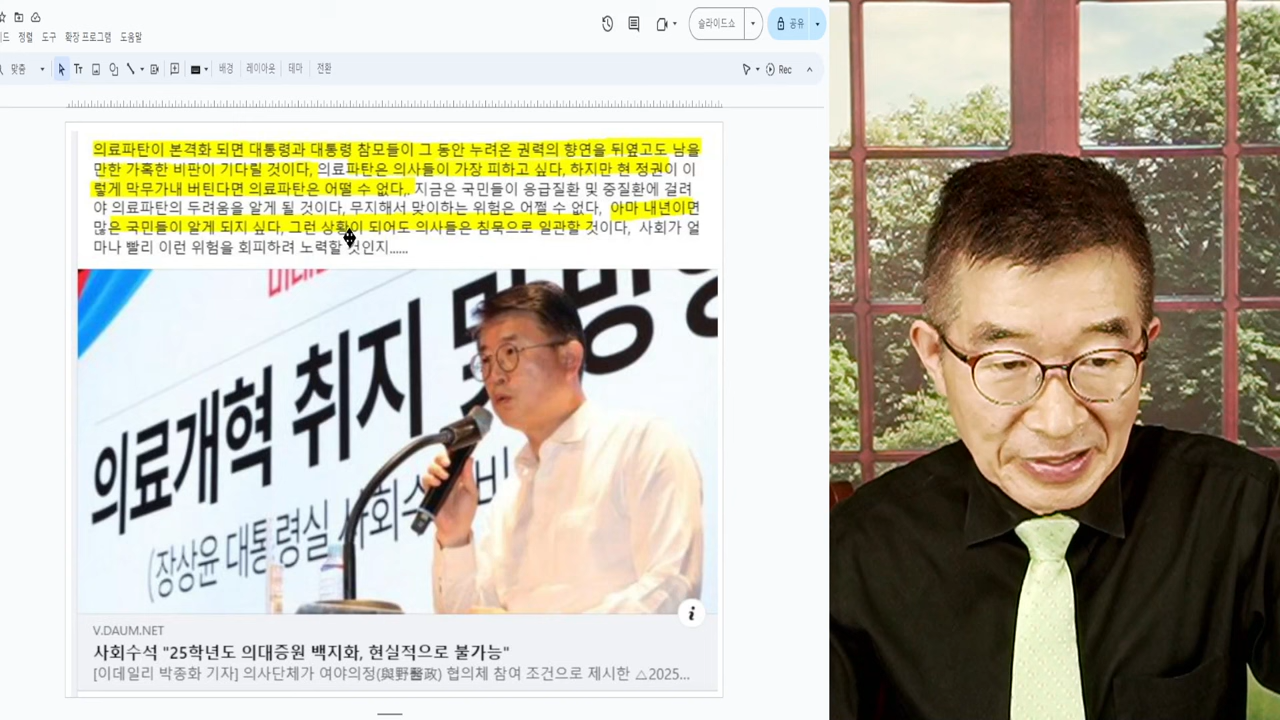 슬라이드쇼
공유
정렬 도구 확장 프로그램 도움말
맞춤
배경 레이아웃 테마 전환
Rec
의료파탄이 본격화 되면 대통령과 대통령 참모들이 그 동안 누려온 권력의 향연을 뒤엎고도 남을
만한 가혹한 비판이 기다릴 것이다, 의료파탄은 의사들이 가장 피하고 싶다, 하지만 현 정권이 이
렇게 막무가내 버틴다면 의료파탄은 어떨 수 없다,. 지금은 국민들이 응급질환 및 중질환에 걸려
야 의료파탄의 두려움을 알게 될 것이다, 무지해서 맞이하는 위험은 어쩔 수 없다, 아마 내년이면
많은 국민들이 알게 되지 싶다, 그런 상황이 되어도 의사들은 침묵으로 일관할 것이다, 사회가 얼
마나 빨리 이런 위험을 회피하려 노력할 것인지......
의료개혁 취지 및
(장상윤 대통령실 사회수
V.DAUM.NET
사회수석 "25학년도 의대증원 백지화, 현실적으로 불가능"
[이데일리 박종화 기자] 의사단체가 여야의정(與野醫政) 협의체 참여 조건으로 제시한 △2025...